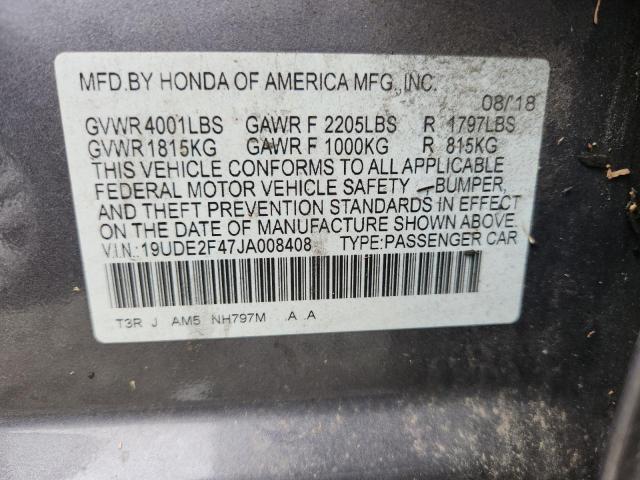 MFD.BY HONDA OF AMERICA MFG.,INC.
08/18
GVWR 4001LBS GAWR F 2205LBS R 1797LBS
GVWR 1815KG GAWR F 1000KG R 815KG
THIS VEHICLE CONFORMS TO ALL APPLICABLE
FEDERAL MOTOR VEHICLE SAFETY -BUMPER,
AND THEFT PREVENTION STANDARDS IN EFFECT
ON THE DATE OF MANUFACTURE SHOWN ABOVE.
V.I.N.:19UDE2F47JA008408 TYPE:PASSENGER CAR
T3R J AM5 NH797M A A